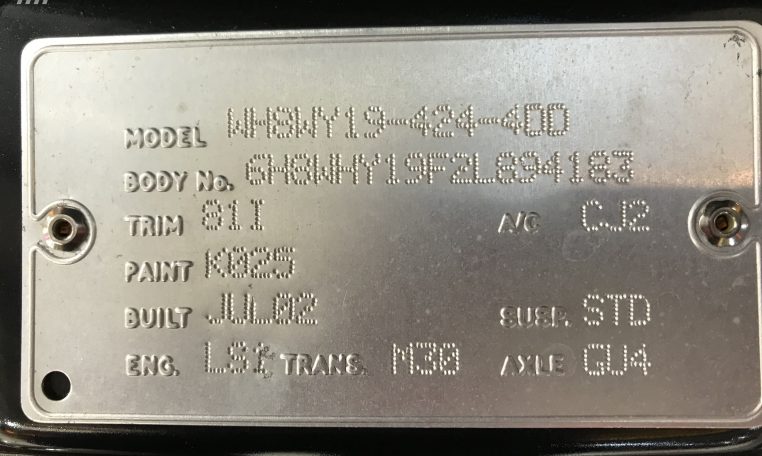 MODEL WH8WY19-424-4DD
BODY No. 6H8WHY19F2L894183
TRIM 81I A/C CJ2
PAINT K025
BUILT JUL02 SUSP. STD
ENG. LS1 TRANS. M30 AXLE GU4